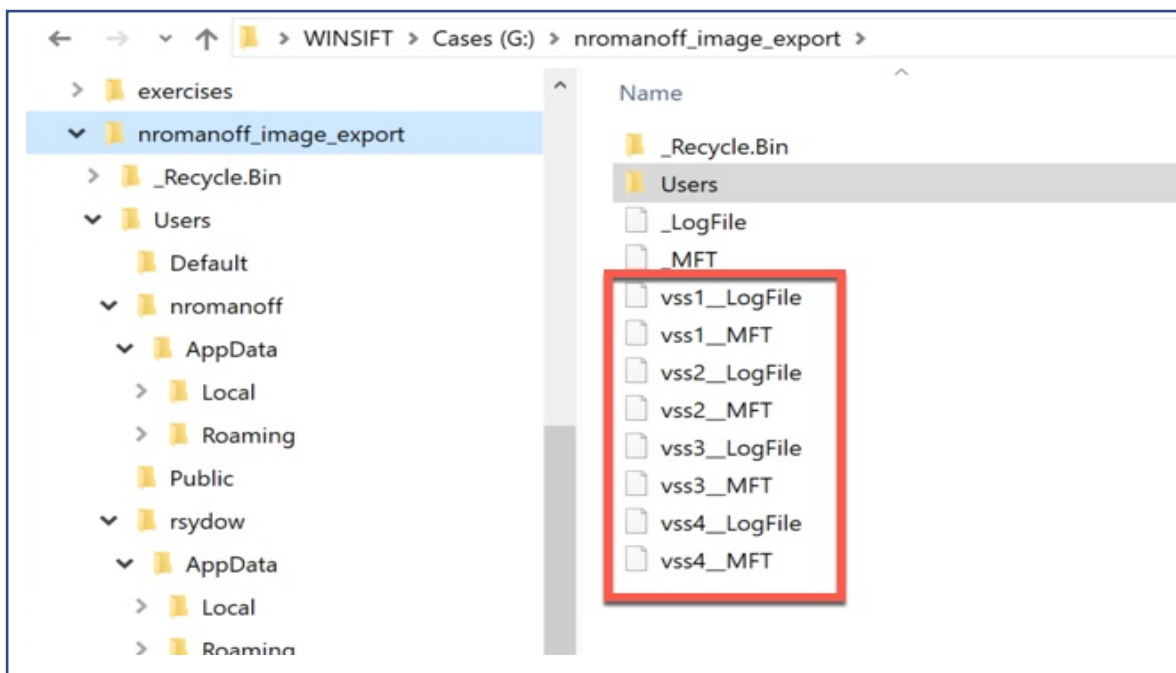 WINSIFT > Cases (G:) > nromanoff_image_export >
exercises
nromanoff_image_export
_Recycle.Bin
Users
Default
nromanoff
AppData
Local
Roaming
Public
rsydow
AppData
Local
Roaming
Name
_Recycle.Bin
Users
_LogFile
_MFT
vss1__LogFile
vss1__MFT
vss2__LogFile
vss2__MFT
vss3__LogFile
vss3__MFT
vss4__LogFile
vss4__MFT